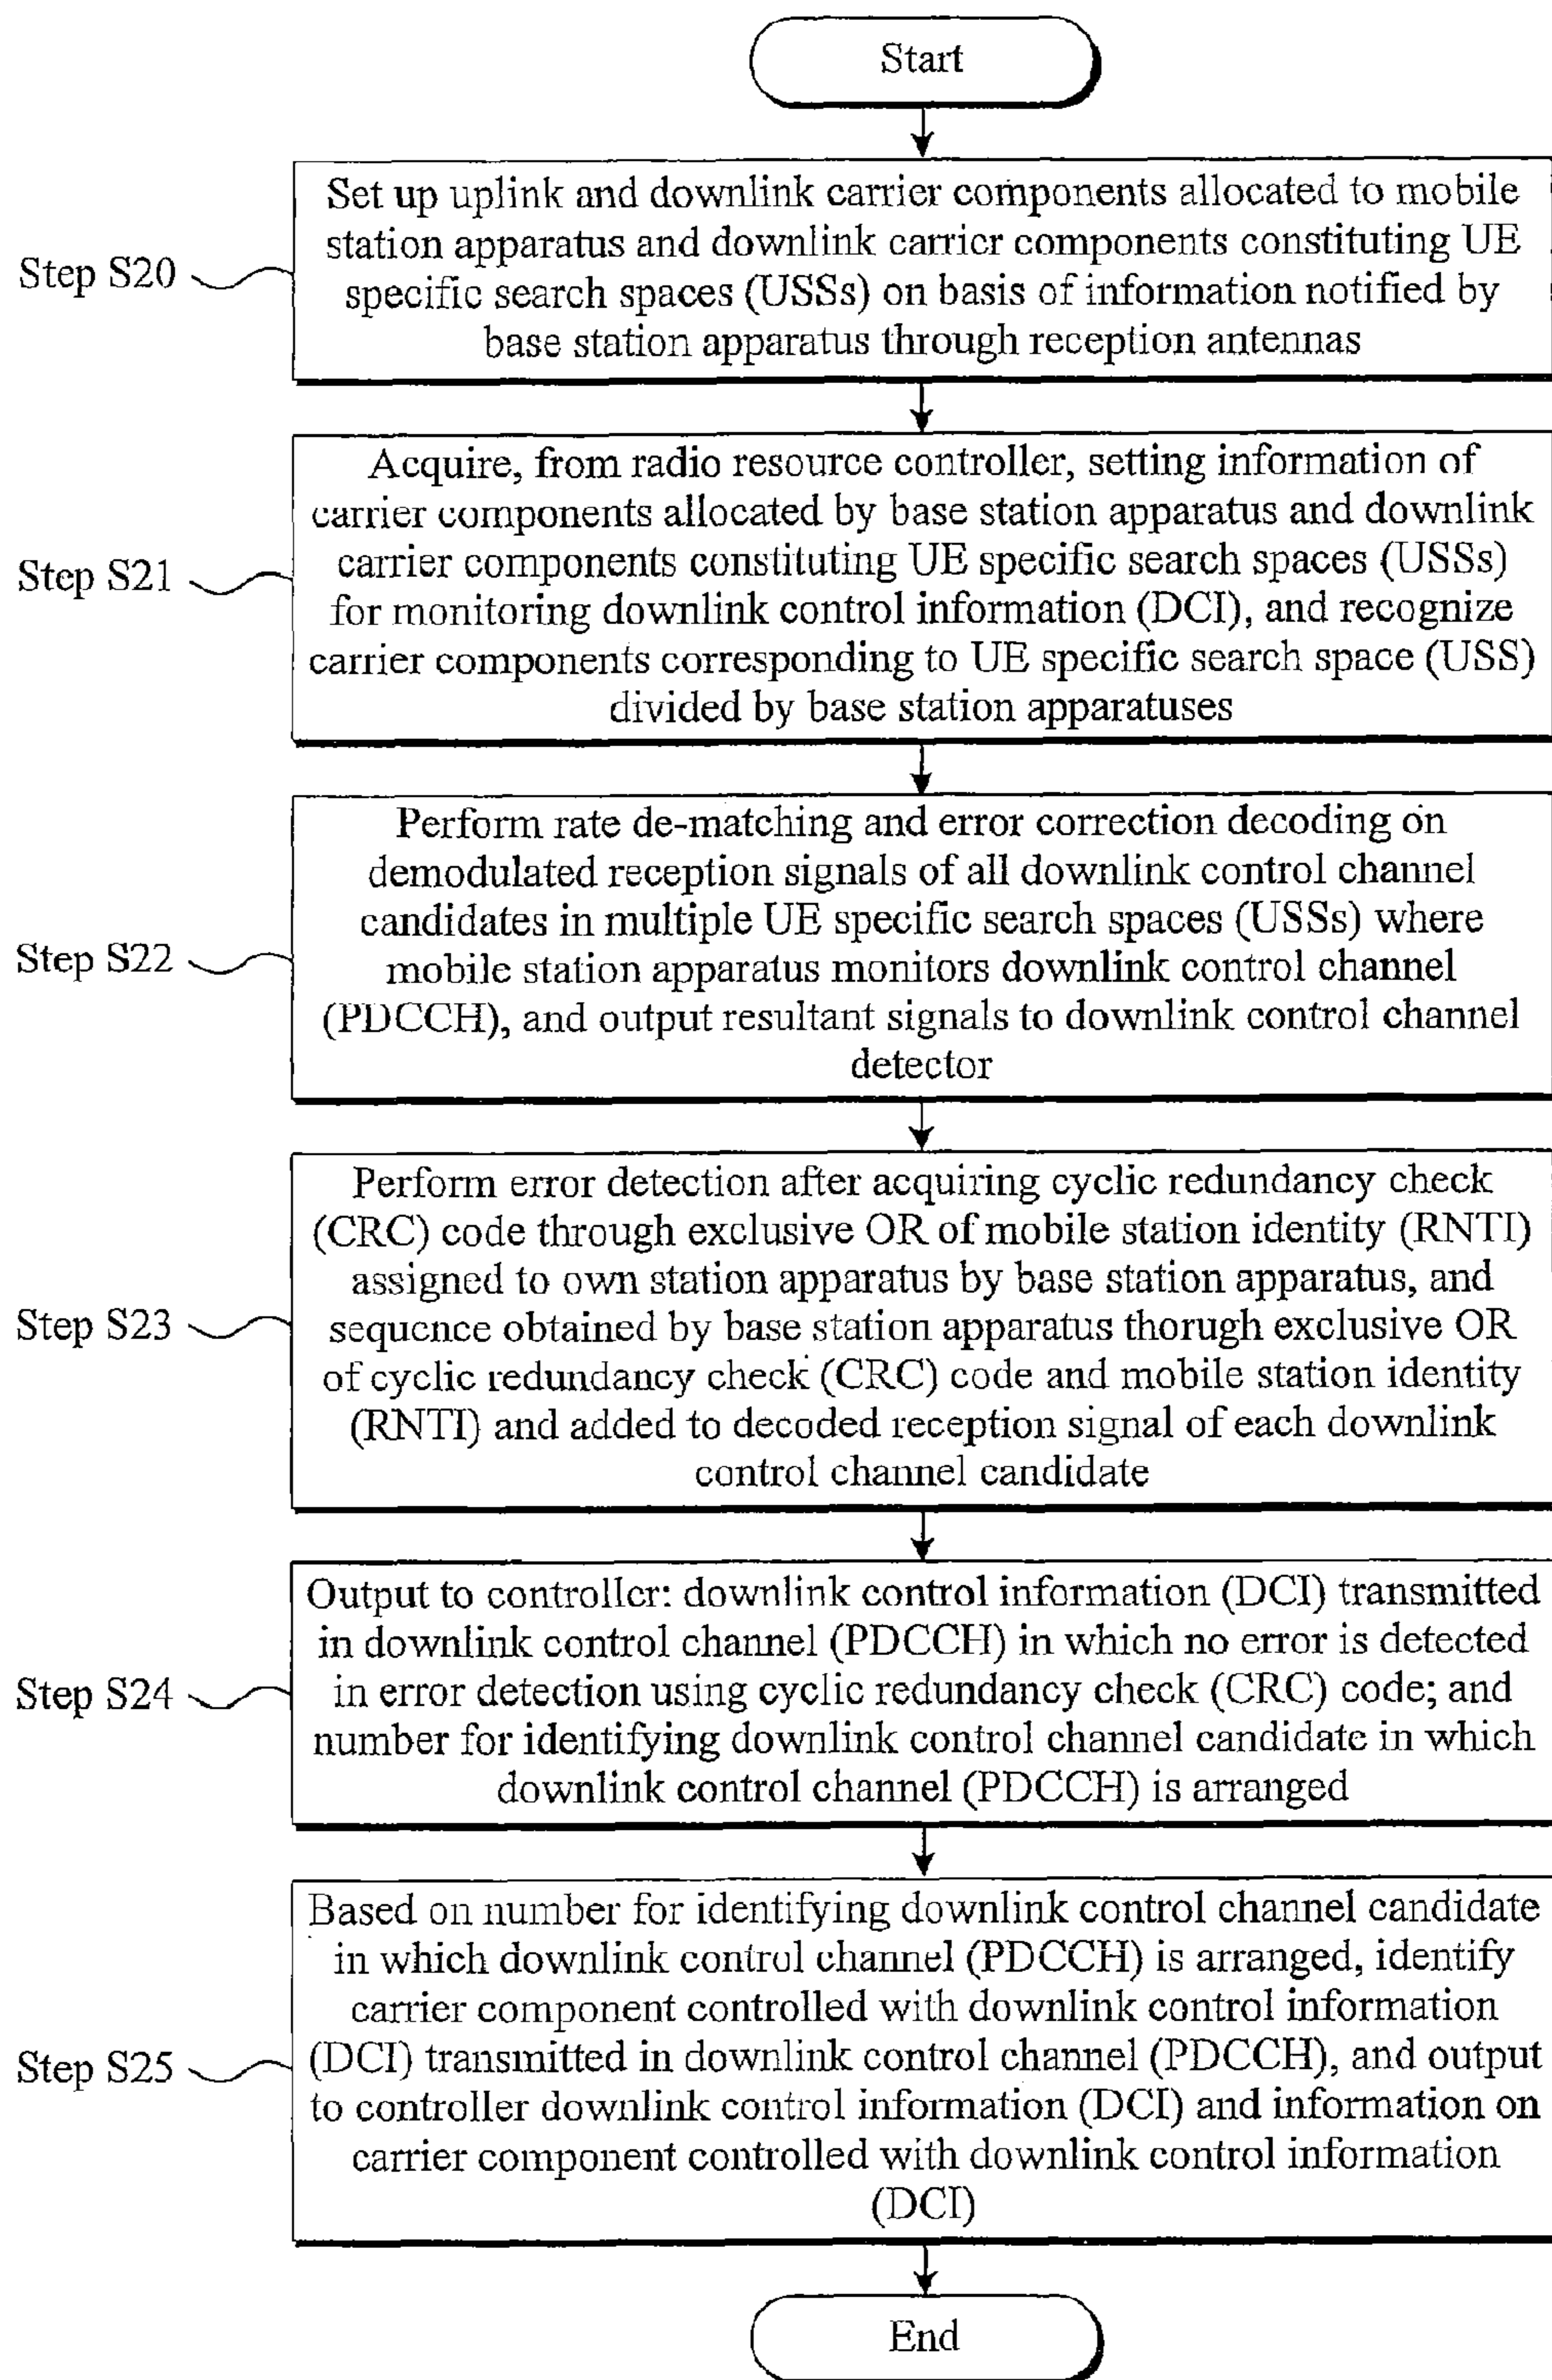 Start
Step S20
Set up uplink and downlink carrier components allocated to mobile
station apparatus and downlink carrier components constituting UE
specific search spaces (USSs) on basis of information notified by
base station apparatus through reception antennas
Step S21
Acquire, from radio resource controller, setting information of
carrier components allocated by base station apparatus and downlink
carrier components constituting UE specific search spaces (USSs)
for monitoring downlink control information (DCI), and recognize
carrier components corresponding to UE specific search space (USS)
divided by base station apparatuses
Step S22
Perform rate de-matching and error correction decoding on
demodulated reception signals of all downlink control channel
candidates in multiple UE specific search spaces (USSs) where
mobile station apparatus monitors downlink control channel
(PDCCH), and output resultant signals to downlink control channel
detector
Step S23
Perform error detection after acquiring cyclic redundancy check
(CRC) code through exclusive OR of mobile station identity (RNTI)
assigned to own station apparatus by base station apparatus, and
sequence obtained by base station apparatus thorugh exclusive OR
of cyclic redundancy check (CRC) code and mobile station identity
(RNTI) and added to decoded reception signal of each downlink
control channel candidate
Step S24
Output to controller: downlink control information (DCI) transmitted
in downlink control channel (PDCCH) in which no error is detected
in error detection using cyclic redundancy check (CRC) code; and
number for identifying downlink control channel candidate in which
downlink control channel (PDCCH) is arranged
Step S25
Based on number for identifying downlink control channel candidate
in which downlink control channel (PDCCH) is arranged, identify
carrier component controlled with downlink control information
(DCI) transmitted in downlink control channel (PDCCH), and output
to controller downlink control information (DCI) and information on
carrier component controlled with downlink control information
(DCI)
End